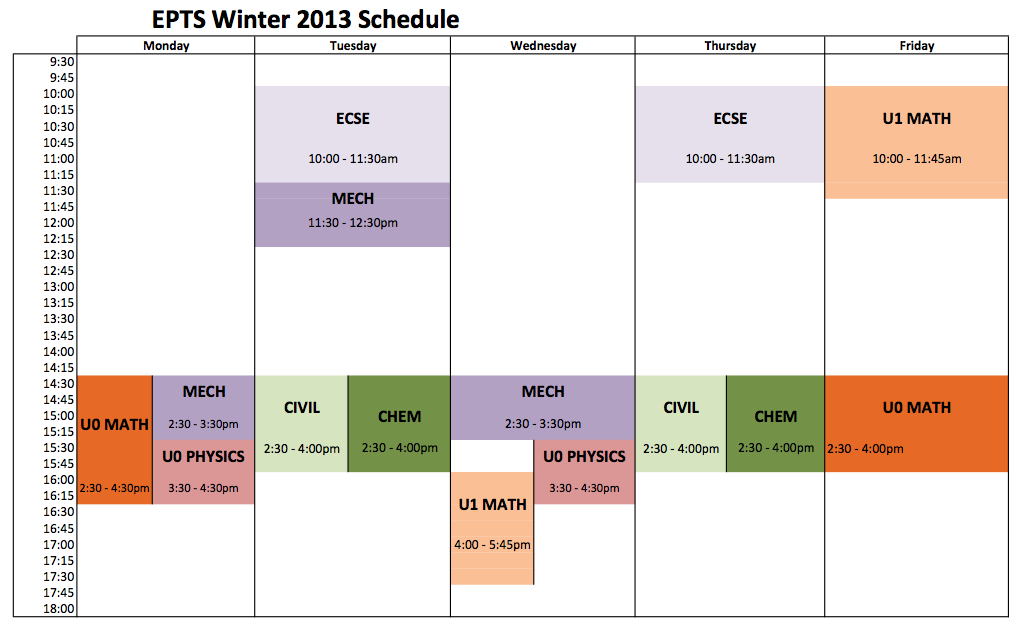 EPTS Winter 2013 Schedule
Monday Tuesday Wednesday Thursday Friday
9:30
9:45
10:00
10:15
ECSE ECSE U1 MATH
10:30
10:45
11:00
10:00 - 11:30am 10:00 - 11:30am 10:00 - 11:45am
11:15
11:30
MECH
11:45
12:00
11:30 - 12:30pm
12:15
12:30
12:45
13:00
13:15
13:30
13:45
14:00
14:15
14:30
MECH MECH
14:45
CIVIL CIVIL U0 MATH
15:00
CHEM CHEM
U0 MATH 2:30 - 3:30pm 2:30 - 3:30pm
15:15
15:30
2:30 - 4:00pm 2:30 - 4:00pm 2:30 - 4:00pm 2:30 - 4:00pm 2:30 - 4:00pm
U0 PHYSICS U0 PHYSICS
15:45
16:00
2:30 - 4:30pm 3:30 - 4:30pm 3:30 - 4:30pm
16:15
U1 MATH
16:30
16:45
17:00
4:00 - 5:45pm
17:15
17:30
17:45
18:00